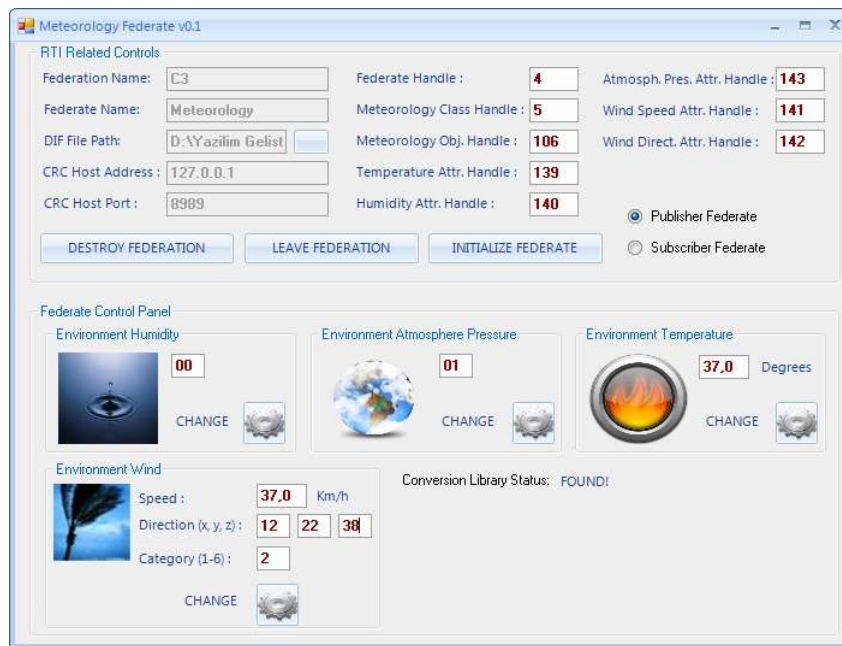 Meteorology Federate v0.1
RTI Related Controls
Federation Name: C3
Federate Name: Meteorology
DIF File Path: D:\Yazilim Gelist
CRC Host Address : 127.0.0.1
CRC Host Port : 8989
Federate Handle : 4
Meteorology Class Handle : 5
Meteorology Obj. Handle : 106
Temperature Attr. Handle : 139
Humidity Attr. Handle : 140
Atmosph. Pres. Attr. Handle : 143
Wind Speed Attr. Handle : 141
Wind Direct. Attr. Handle : 142
Publisher Federate
Subscriber Federate
DESTROY FEDERATION
LEAVE FEDERATION
INITIALIZE FEDERATE
Federate Control Panel
Environment Humidity
00
CHANGE
Environment Atmosphere Pressure
01
CHANGE
Environment Temperature
37,0 Degrees
CHANGE
Environment Wind
Speed : 37,0 Km/h
Direction (x, y, z) : 12 22 38
Category (1-6) : 2
CHANGE
Conversion Library Status: FOUND!